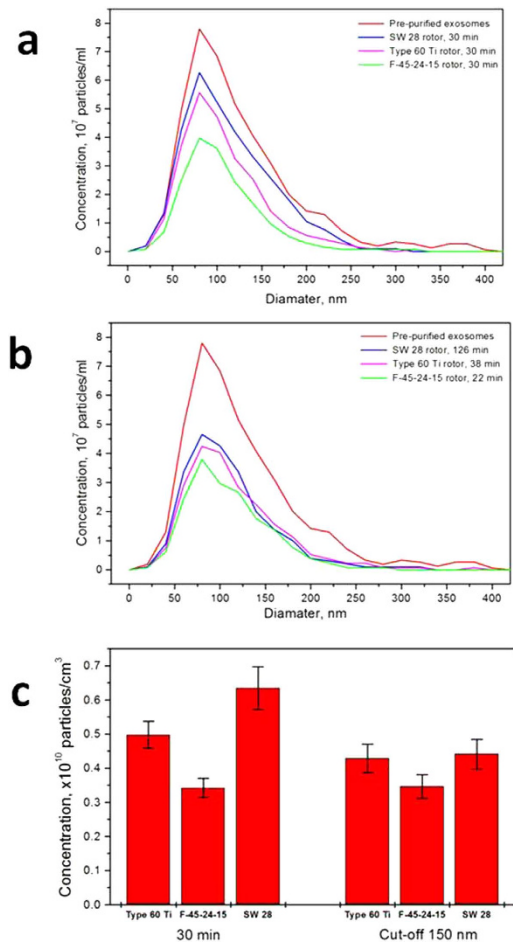 a
Pre-purified exosomes
SW 28 rotor, 30 min
Type 60 Ti rotor, 30 min
F-45-24-15 rotor, 30 min
Concentration, 10⁷ particles/ml
8
7
6
5
4
3
2
1
0
0 50 100 150 200 250 300 350 400
Diamater, nm
b
Pre-purified exosomes
SW 28 rotor, 126 min
Type 60 Ti rotor, 38 min
F-45-24-15 rotor, 22 min
Concentration, 10⁷ particles/ml
8
7
6
5
4
3
2
1
0
0 50 100 150 200 250 300 350 400
Diamater, nm
c
Concentration, x10¹⁰ particles/cm³
0.7
0.6
0.5
0.4
0.3
0.2
0.1
0.0
Type 60 Ti F-45-24-15 SW 28 Type 60 Ti F-45-24-15 SW 28
30 min Cut-off 150 nm